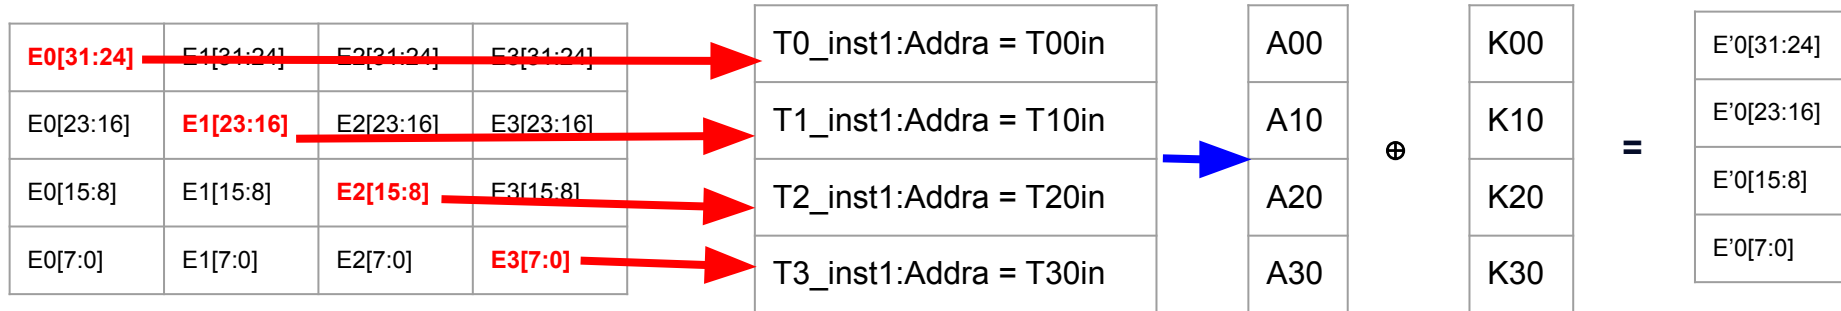 E0[31:24] E1[31:24] E2[31:24] E3[31:24] T0_inst1:Addra = T00in A00 K00 E'0[31:24]
E0[23:16] E1[23:16] E2[23:16] E3[23:16] T1_inst1:Addra = T10in A10 ⊕ K10 = E'0[23:16]
E0[15:8] E1[15:8] E2[15:8] E3[15:8] T2_inst1:Addra = T20in A20 K20 E'0[15:8]
E0[7:0] E1[7:0] E2[7:0] E3[7:0] T3_inst1:Addra = T30in A30 K30 E'0[7:0]